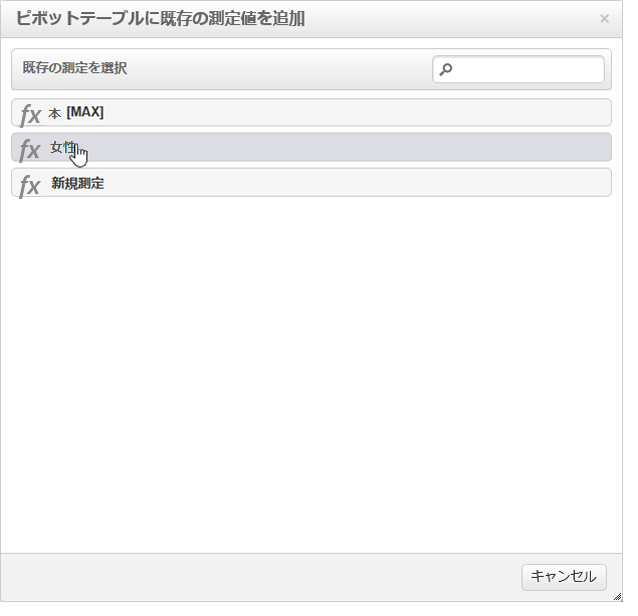 ピボットテーブルに既存の測定値を追加
×
既存の測定を選択
fx 本 [MAX]
fx 女性
fx 新規測定
キャンセル